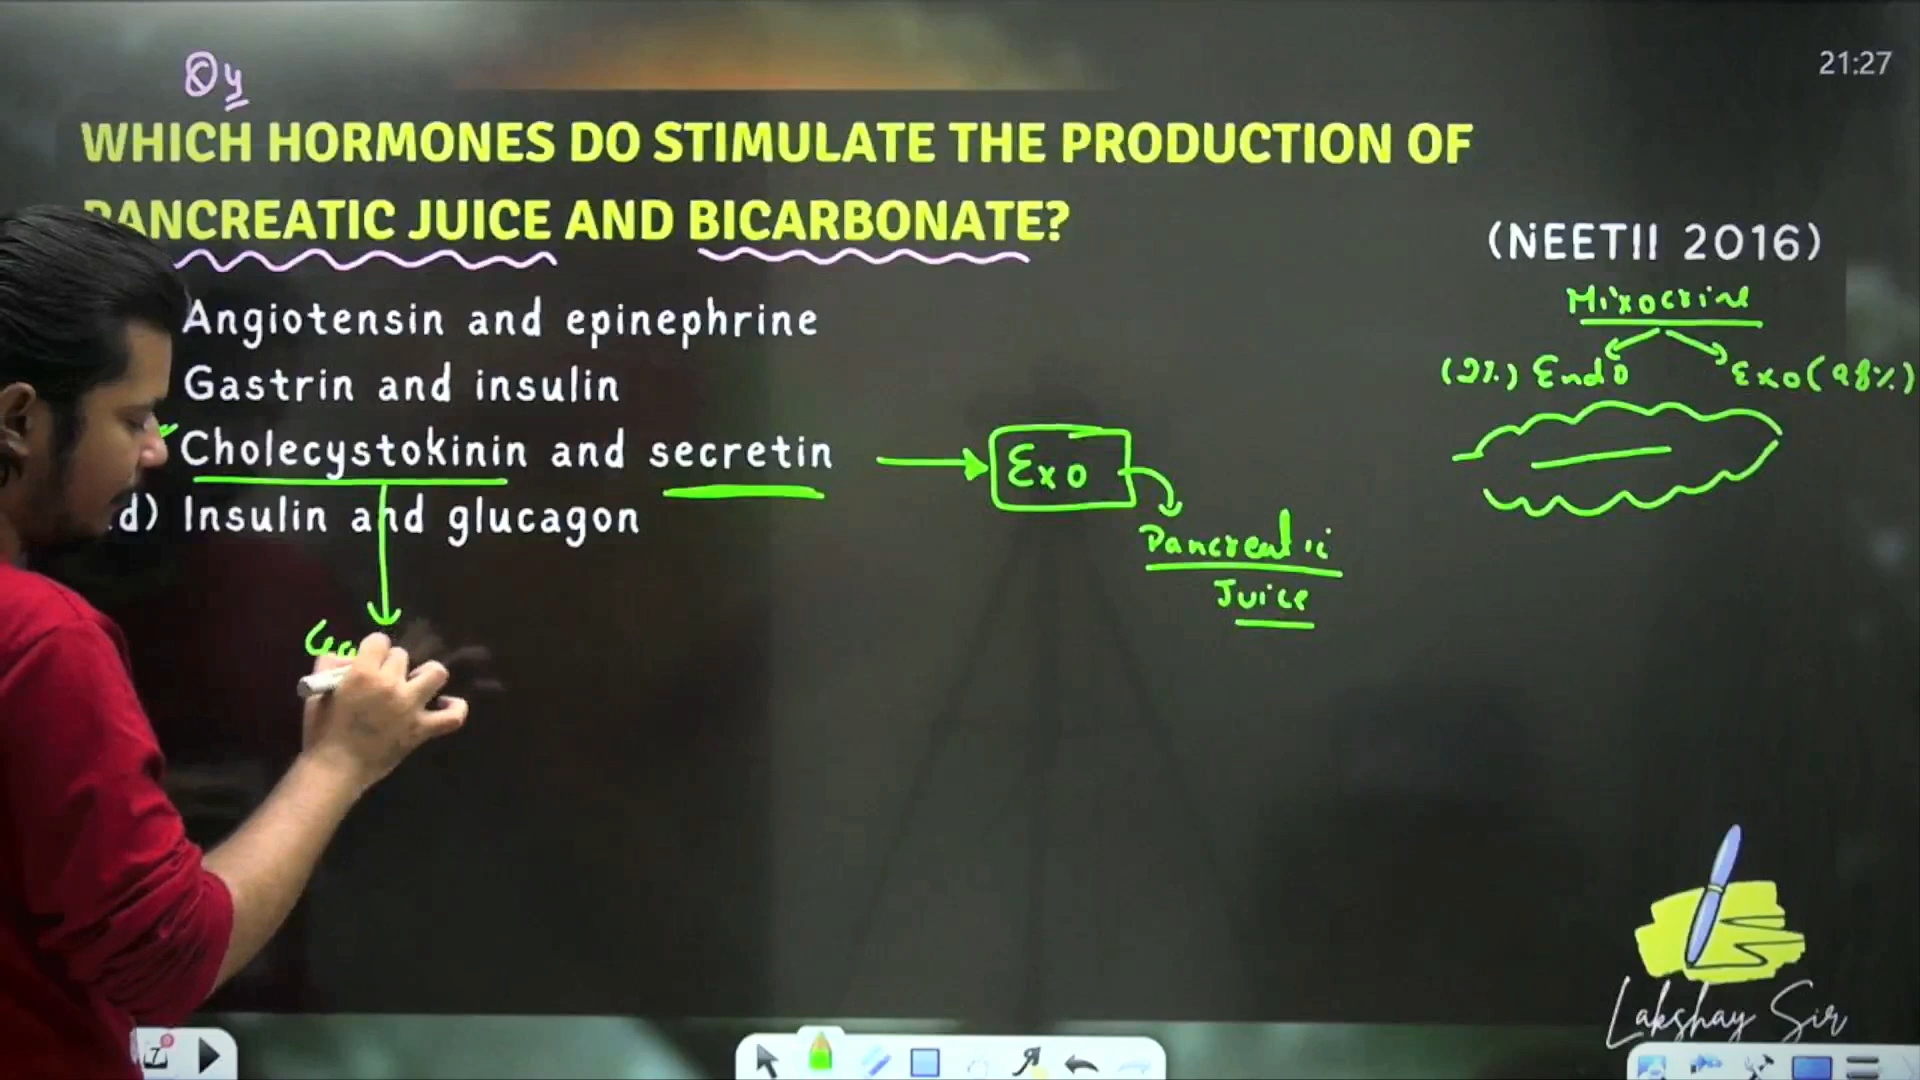 Qy
21:27
WHICH HORMONES DO STIMULATE THE PRODUCTION OF
PANCREATIC JUICE AND BICARBONATE?
(NEETII 2016)
Mixocrine
(2%) Endo
Exo (98%)
Angiotensin and epinephrine
Gastrin and insulin
Cholecystokinin and secretin
Exo
d) Insulin and glucagon
Pancreatic
Juice
Lakshay Sir